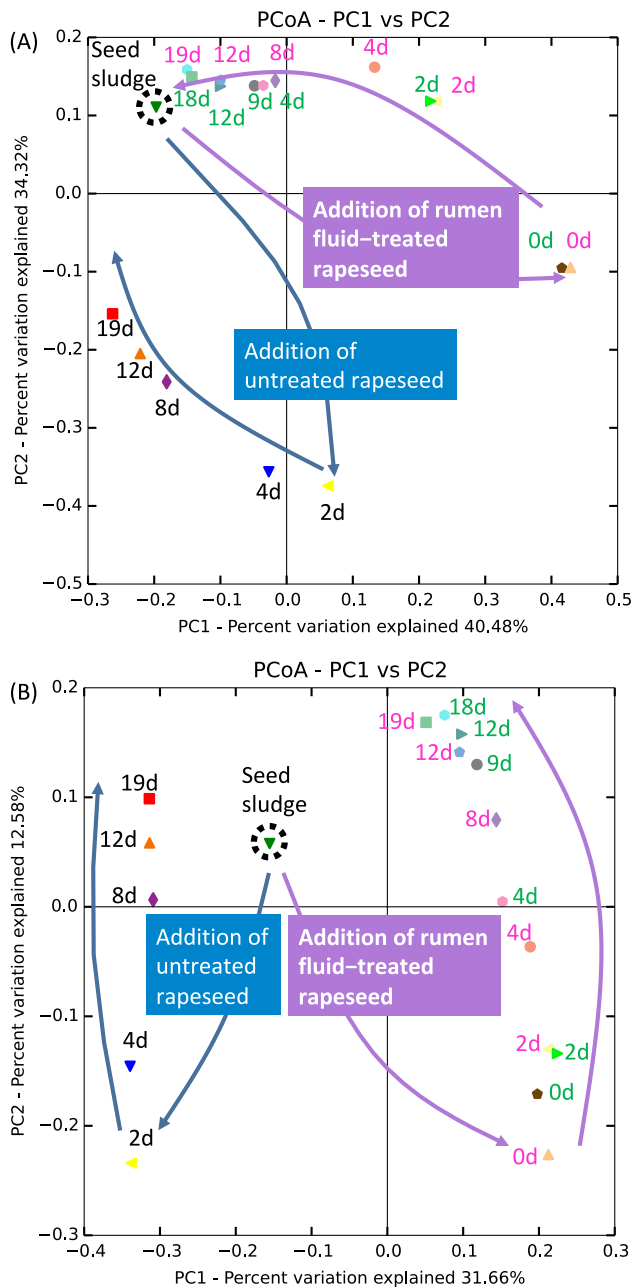 (A)
PCoA - PC1 vs PC2
Seed
sludge
19d 12d 8d 4d
18d 12d 9d 4d 2d 2d
Addition of rumen
fluid–treated
rapeseed
0d 0d
Addition of
untreated rapeseed
19d
12d
8d
4d
2d
0.2
0.1
0.0
−0.1
−0.2
−0.3
−0.4
−0.5
PC2 - Percent variation explained 34.32%
−0.3 −0.2 −0.1 0.0 0.1 0.2 0.3 0.4 0.5
PC1 - Percent variation explained 40.48%
(B)
PCoA - PC1 vs PC2
19d 18d
12d
12d
9d
8d
4d
4d
2d 2d
0d
0d
Seed
sludge
19d
12d
8d
4d
2d
Addition of
untreated
rapeseed
Addition of rumen
fluid–treated
rapeseed
0.2
0.1
0.0
−0.1
−0.2
−0.3
PC2 - Percent variation explained 12.58%
−0.4 −0.3 −0.2 −0.1 0.0 0.1 0.2 0.3
PC1 - Percent variation explained 31.66%